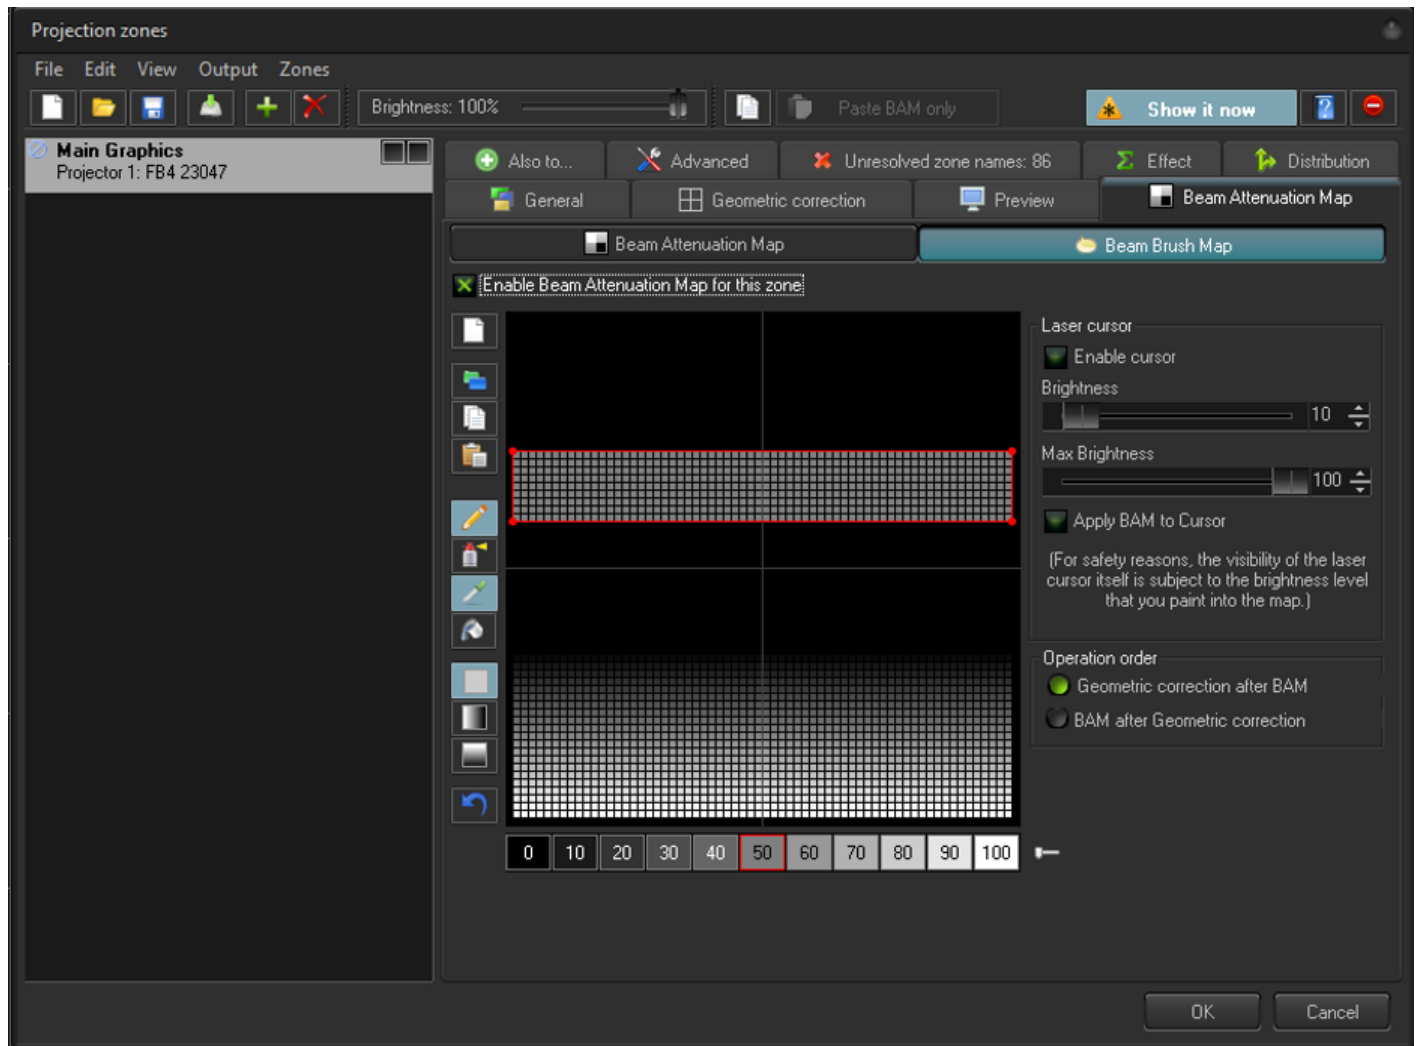 Projection zones
File Edit View Output Zones
Brightness: 100%
Paste BAM only
Show it now
Main Graphics
Projector 1: FB4 23047
Also to...
Advanced
Unresolved zone names: 86
Effect
Distribution
General
Geometric correction
Preview
Beam Attenuation Map
Beam Attenuation Map
Beam Brush Map
Enable Beam Attenuation Map for this zone
Laser cursor
Enable cursor
Brightness
10
Max Brightness
100
Apply BAM to Cursor
(For safety reasons, the visibility of the laser
cursor itself is subject to the brightness level
that you paint into the map.)
Operation order
Geometric correction after BAM
BAM after Geometric correction
0 10 20 30 40 50 60 70 80 90 100
OK
Cancel